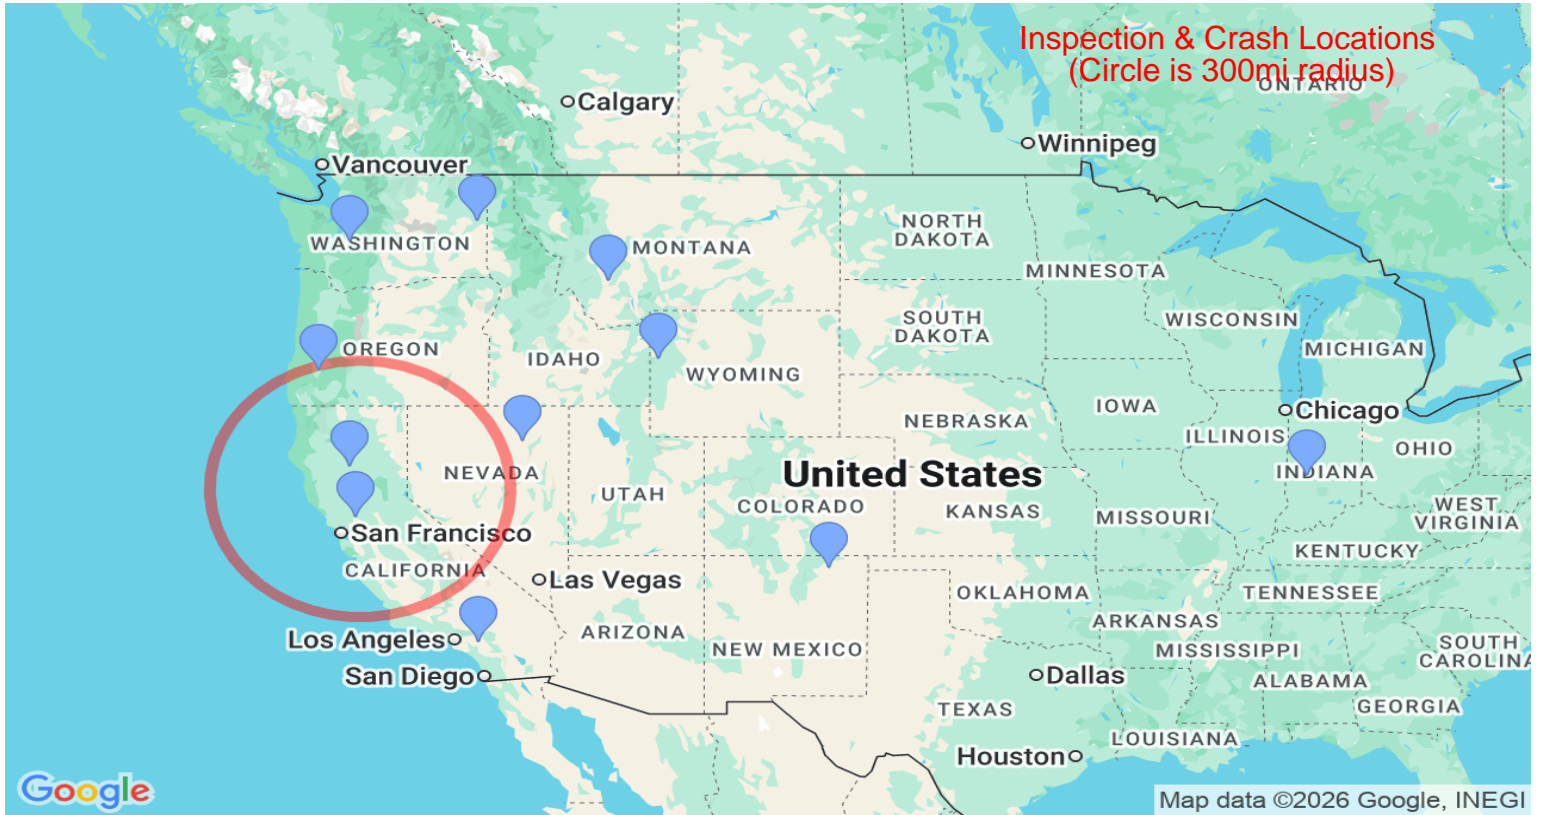 Inspection & Crash Locations
(Circle is 300mi radius)
ONTARIO
Calgary
Winnipeg
Vancouver
WASHINGTON
MONTANA
NORTH
DAKOTA
MINNESOTA
OREGON
IDAHO
WYOMING
SOUTH
DAKOTA
WISCONSIN
MICHIGAN
NEBRASKA
IOWA
Chicago
ILLINOIS
INDIANA
OHIO
NEVADA
UTAH
United States
COLORADO
KANSAS
MISSOURI
WEST
VIRGINIA
KENTUCKY
San Francisco
CALIFORNIA
Las Vegas
OKLAHOMA
TENNESSEE
ARKANSAS
Los Angeles
ARIZONA
NEW MEXICO
MISSISSIPPI
SOUTH
CAROLINA
San Diego
Dallas
ALABAMA
GEORGIA
TEXAS
LOUISIANA
Houston
Google
Map data ©2026 Google, INEGI